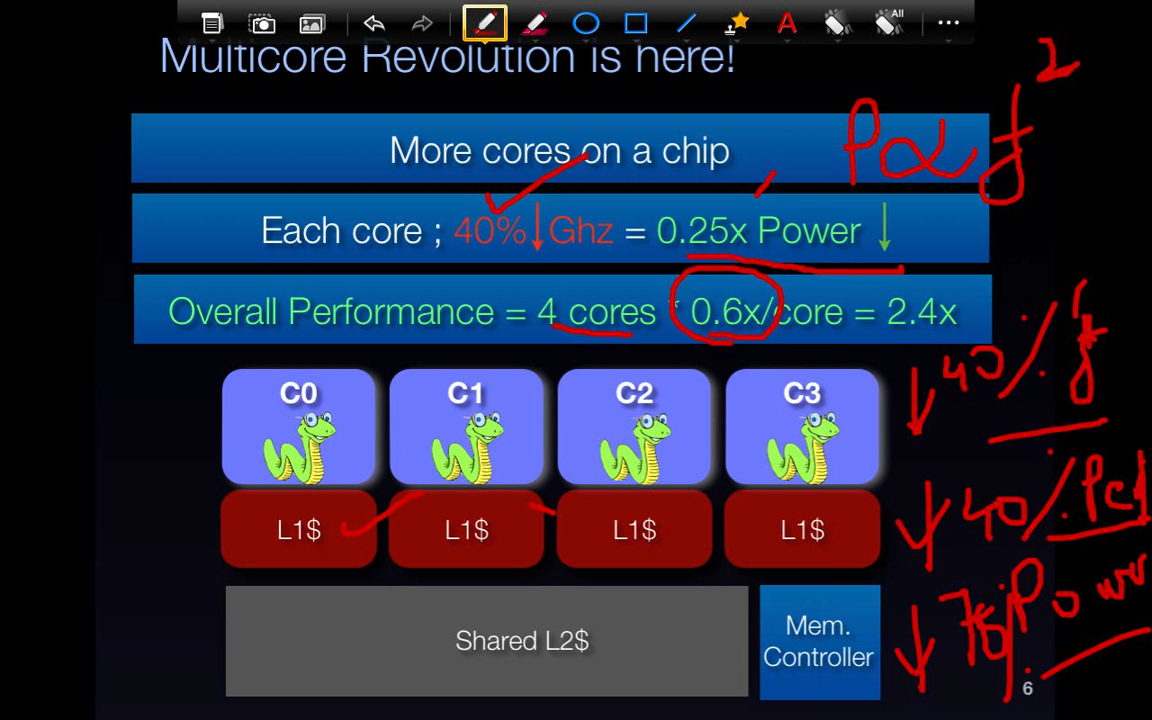 All
A
Multicore Revolution is here!
2
More cores on a chip
P α f
Each core ; 40%↓Ghz = 0.25x Power ↓
Overall Performance = 4 cores * 0.6x/core = 2.4x
↓ 40 % f
C0 C1 C2 C3
↓ 40 %
L1$ L1$ L1$ L1$
↓ 75% Power
Shared L2$
Mem.
Controller
6